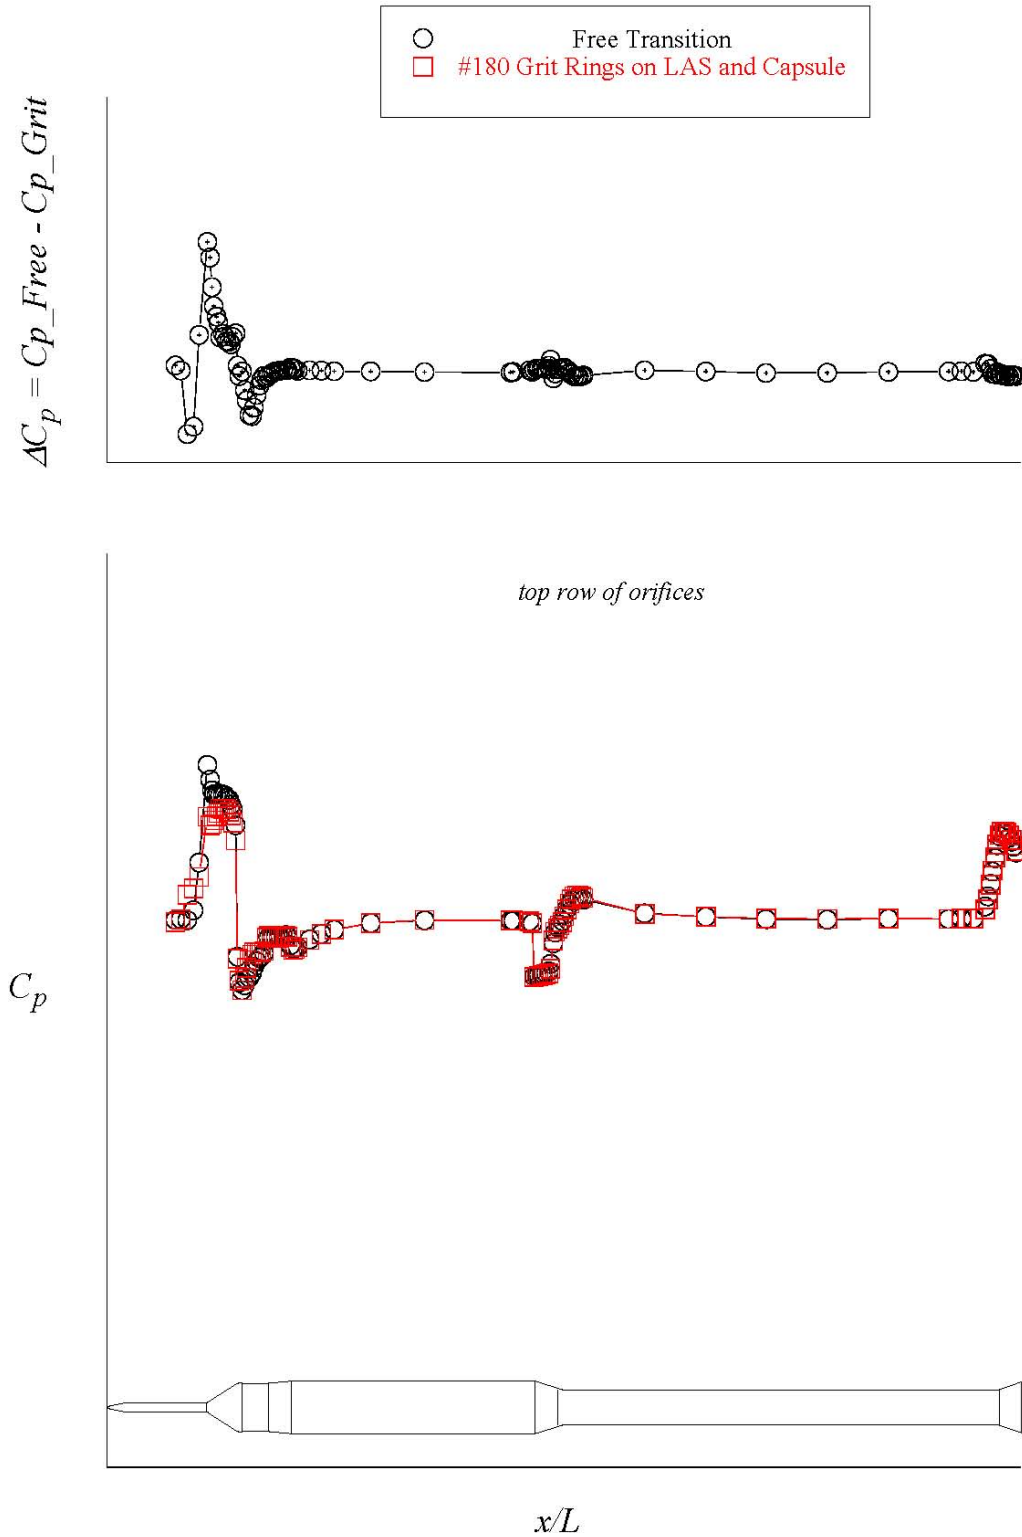 Free Transition
#180 Grit Rings on LAS and Capsule
ΔC_p = Cp_Free - Cp_Grit
top row of orifices
C_p
x/L